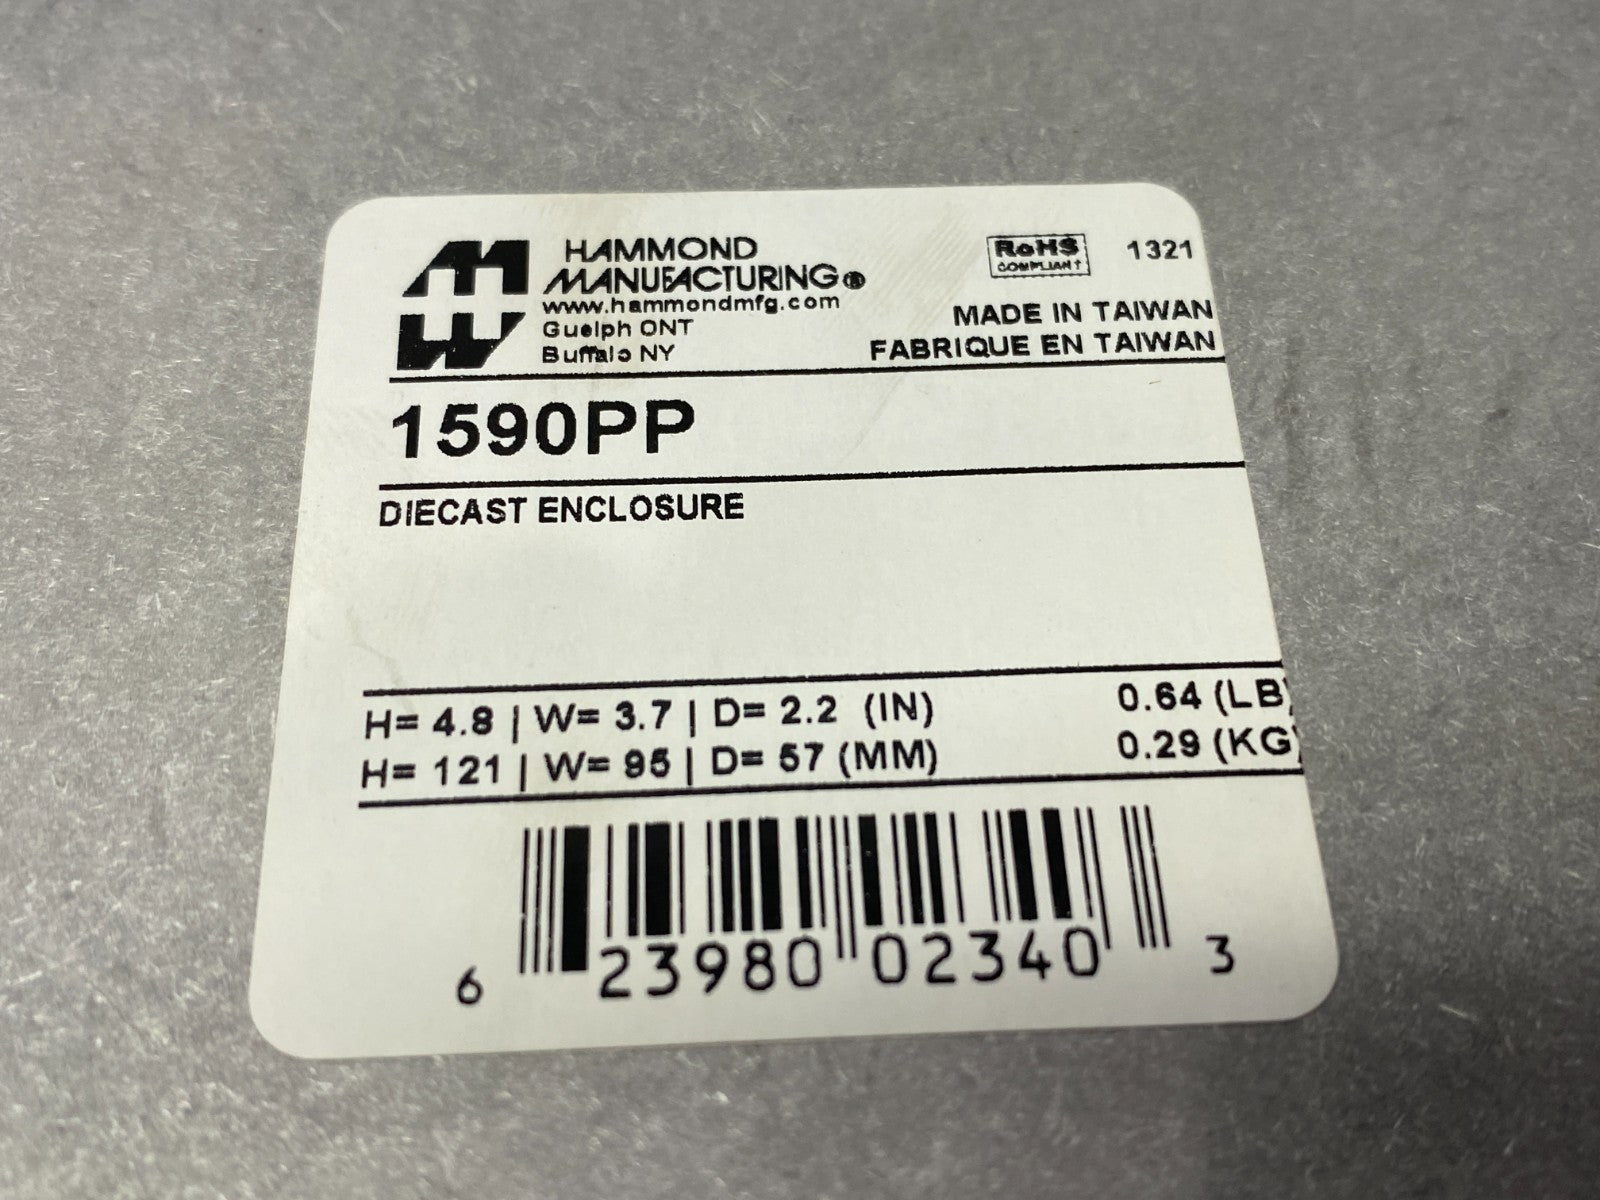 HAMMOND
MANUFACTURING®
www.hammondmfg.com
Guelph ONT
Buffalo NY
RoHS
COMPLIANT
1321
MADE IN TAIWAN
FABRIQUE EN TAIWAN
1590PP
DIECAST ENCLOSURE
H= 4.8 | W= 3.7 | D= 2.2 (IN) 0.64 (LB)
H= 121 | W= 95 | D= 57 (MM) 0.29 (KG)
6 23980 02340 3